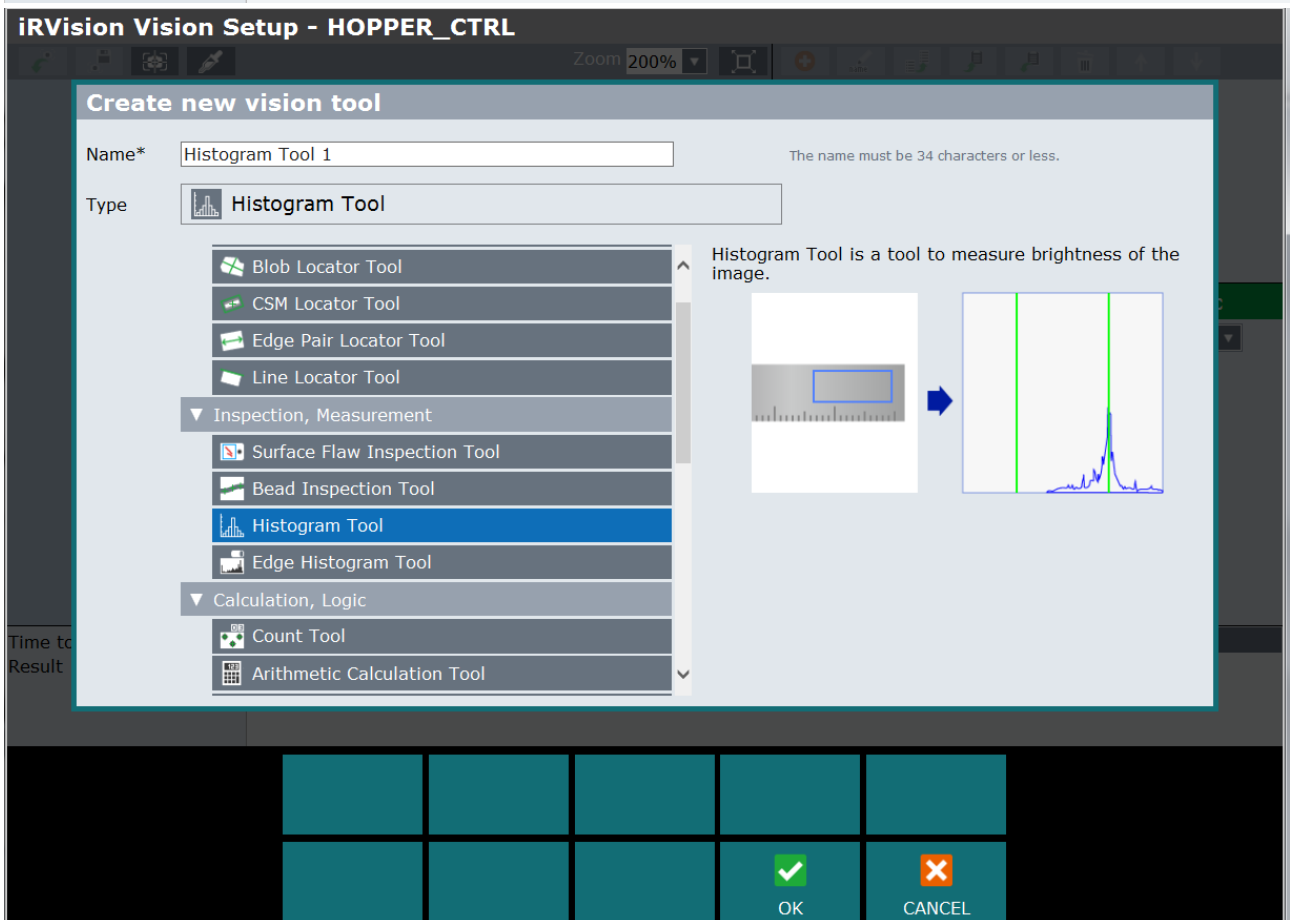 iRVision Vision Setup - HOPPER_CTRL
Zoom 200%
Create new vision tool
Name* Histogram Tool 1 The name must be 34 characters or less.
Type Histogram Tool
Histogram Tool is a tool to measure brightness of the
image.
Blob Locator Tool
CSM Locator Tool
Edge Pair Locator Tool
Line Locator Tool
Inspection, Measurement
Surface Flaw Inspection Tool
Bead Inspection Tool
Histogram Tool
Edge Histogram Tool
Calculation, Logic
Count Tool
Arithmetic Calculation Tool
Time to
Result
OK CANCEL